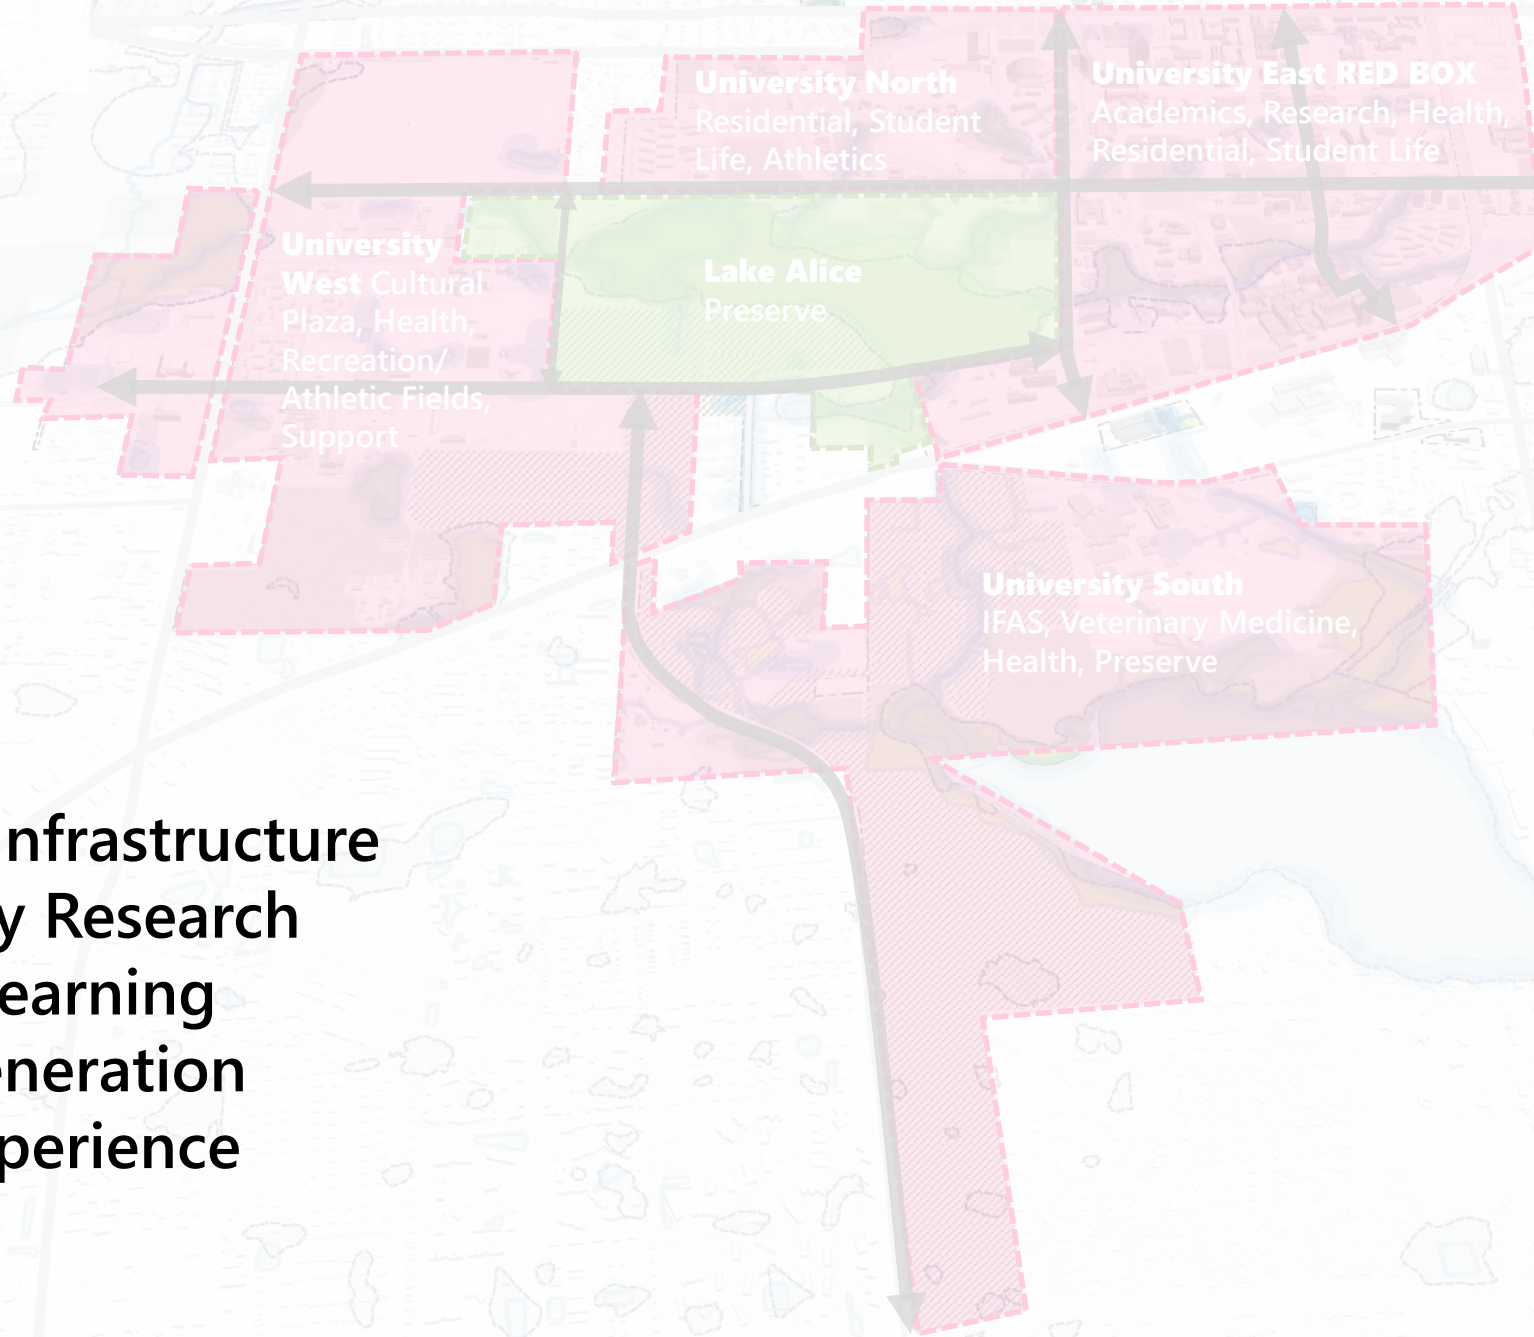 University North
Residential, Student
Life, Athletics
University East RED BOX
Academics, Research, Health,
Residential, Student Life
University
West Cultural
Plaza, Health,
Recreation/
Athletic Fields,
Support
Lake Alice
Preserve
University South
IFAS, Veterinary Medicine,
Health, Preserve
nfrastructure
y Research
earning
neration
perience